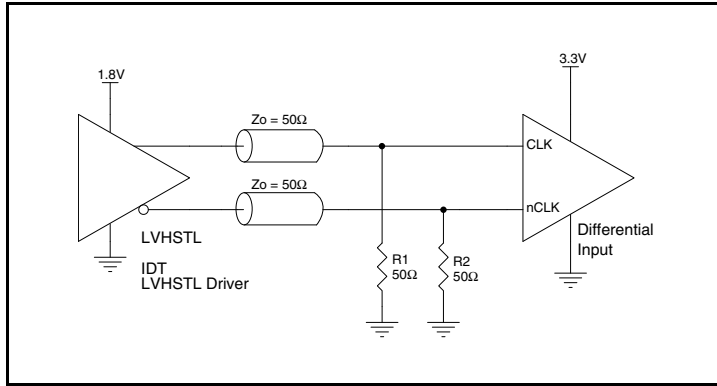 1.8V
3.3V
Zo = 50Ω
CLK
Zo = 50Ω
nCLK
LVHSTL
Differential
Input
IDT
LVHSTL Driver
R1
50Ω
R2
50Ω